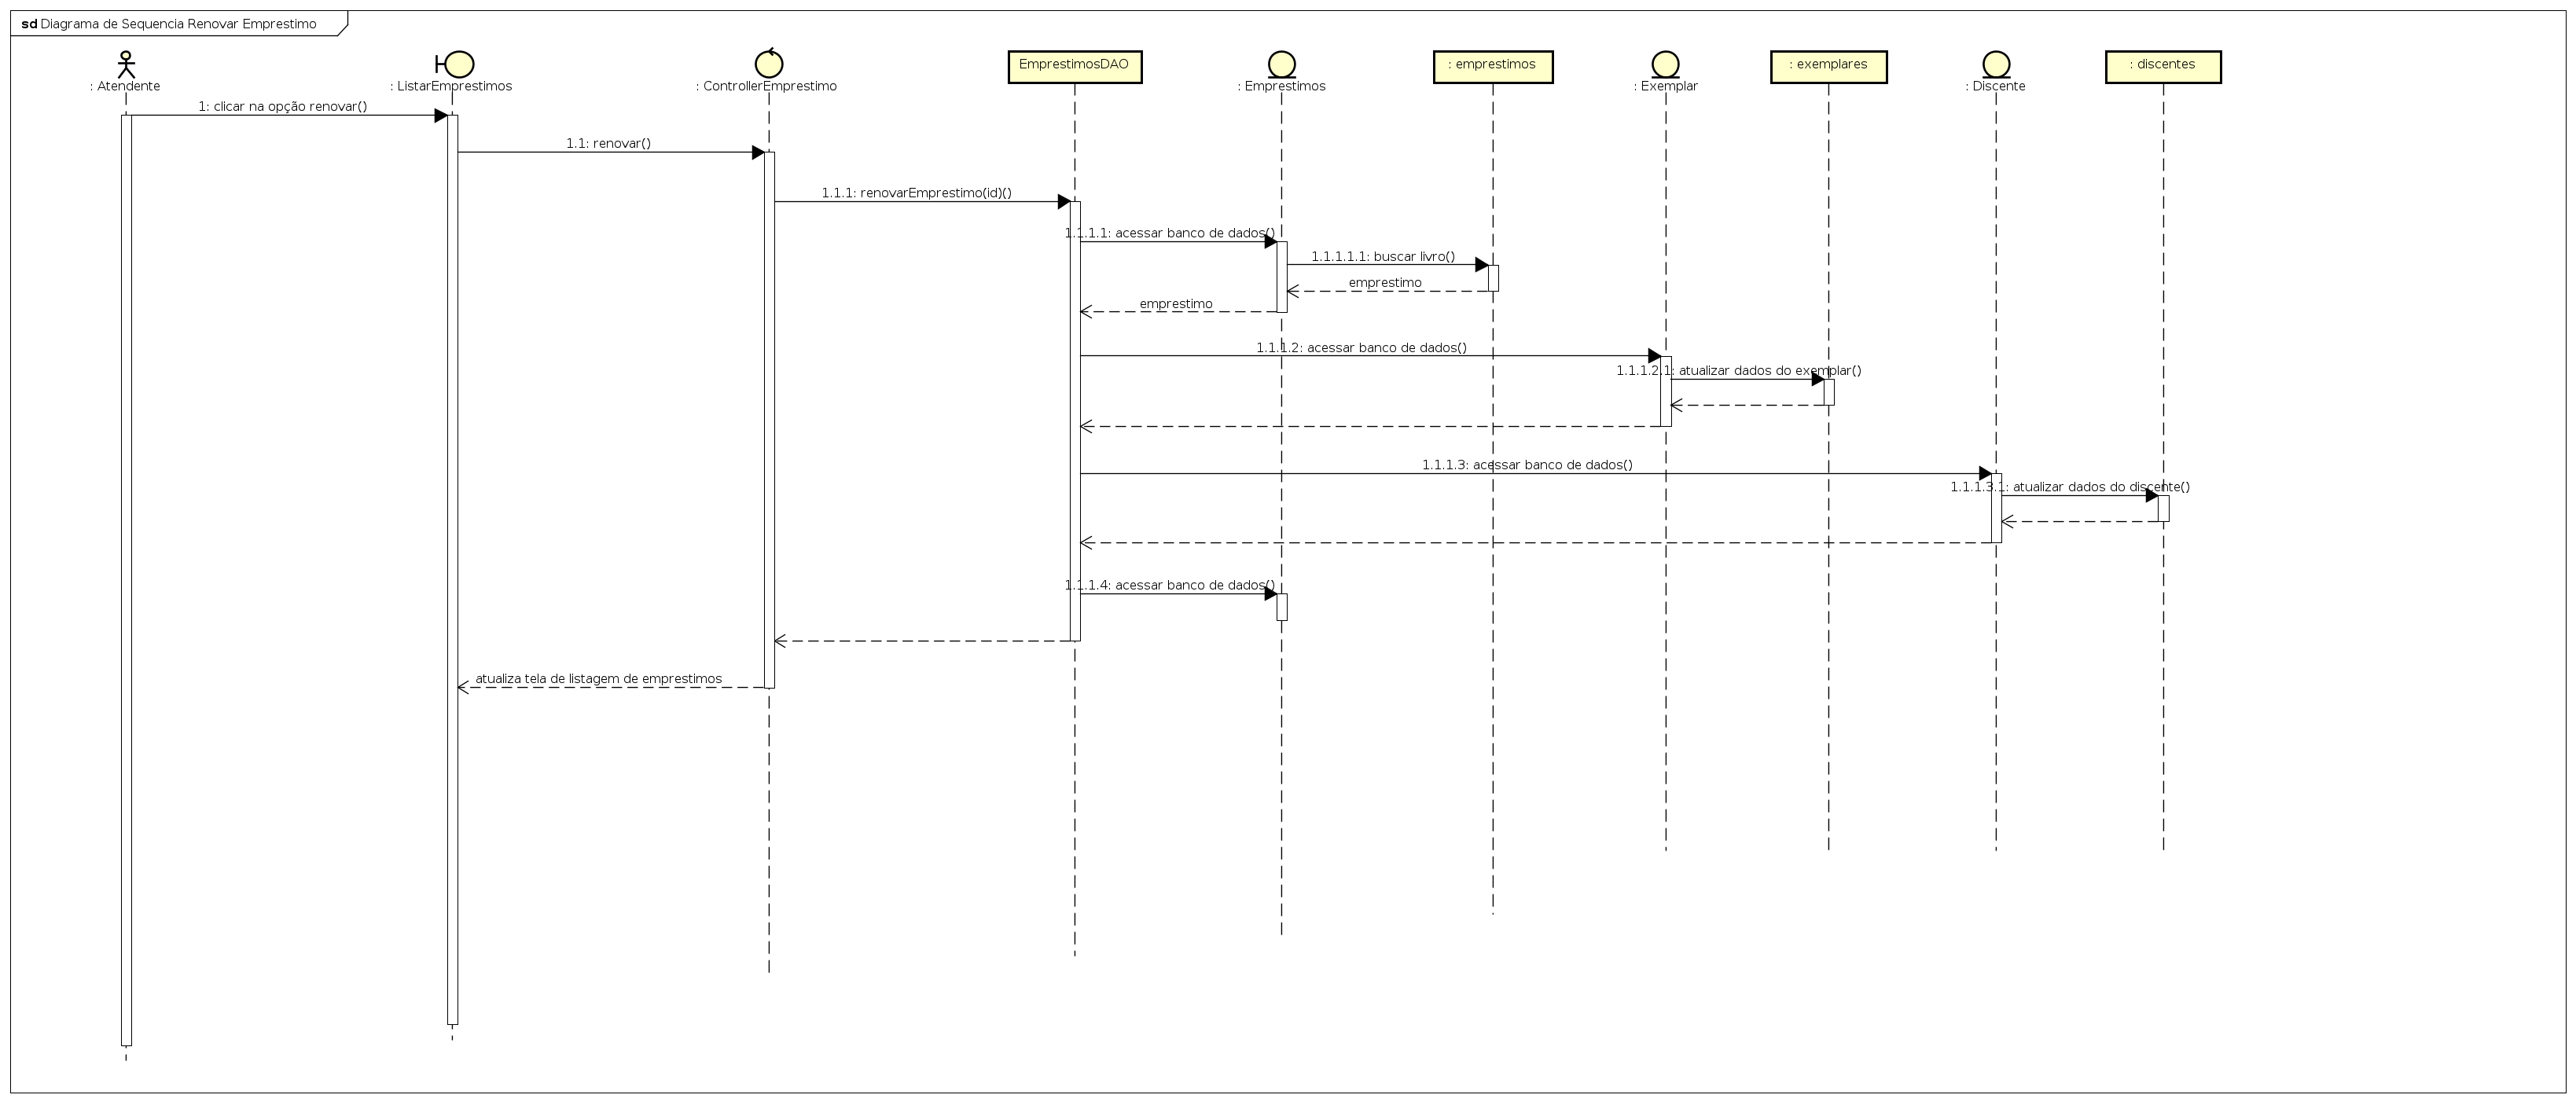 sd Diagrama de Sequencia Renovar Emprestimo
: Atendente
: ListarEmprestimos
: ControllerEmprestimo
EmprestimosDAO
: Emprestimos
: emprestimos
: Exemplar
: exemplares
: Discente
: discentes
1: clicar na opção renovar()
1.1: renovar()
1.1.1: renovarEmprestimo(id)()
1.1.1.1: acessar banco de dados()
1.1.1.1.1: buscar livro()
emprestimo
emprestimo
1.1.1.2: acessar banco de dados()
1.1.1.2.1: atualizar dados do exemplar()
1.1.1.3: acessar banco de dados()
1.1.1.3.1: atualizar dados do discente()
1.1.1.4: acessar banco de dados()
atualiza tela de listagem de emprestimos